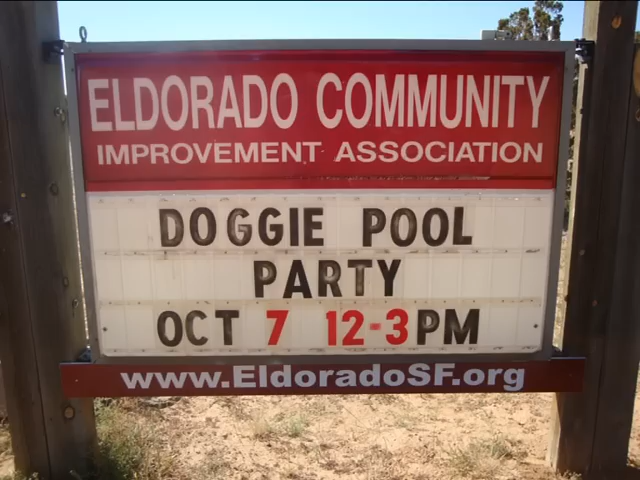 ELDORADO COMMUNITY
IMPROVEMENT ASSOCIATION
DOGGIE POOL
PARTY
OCT 7 12-3PM
www.EldoradoSF.org